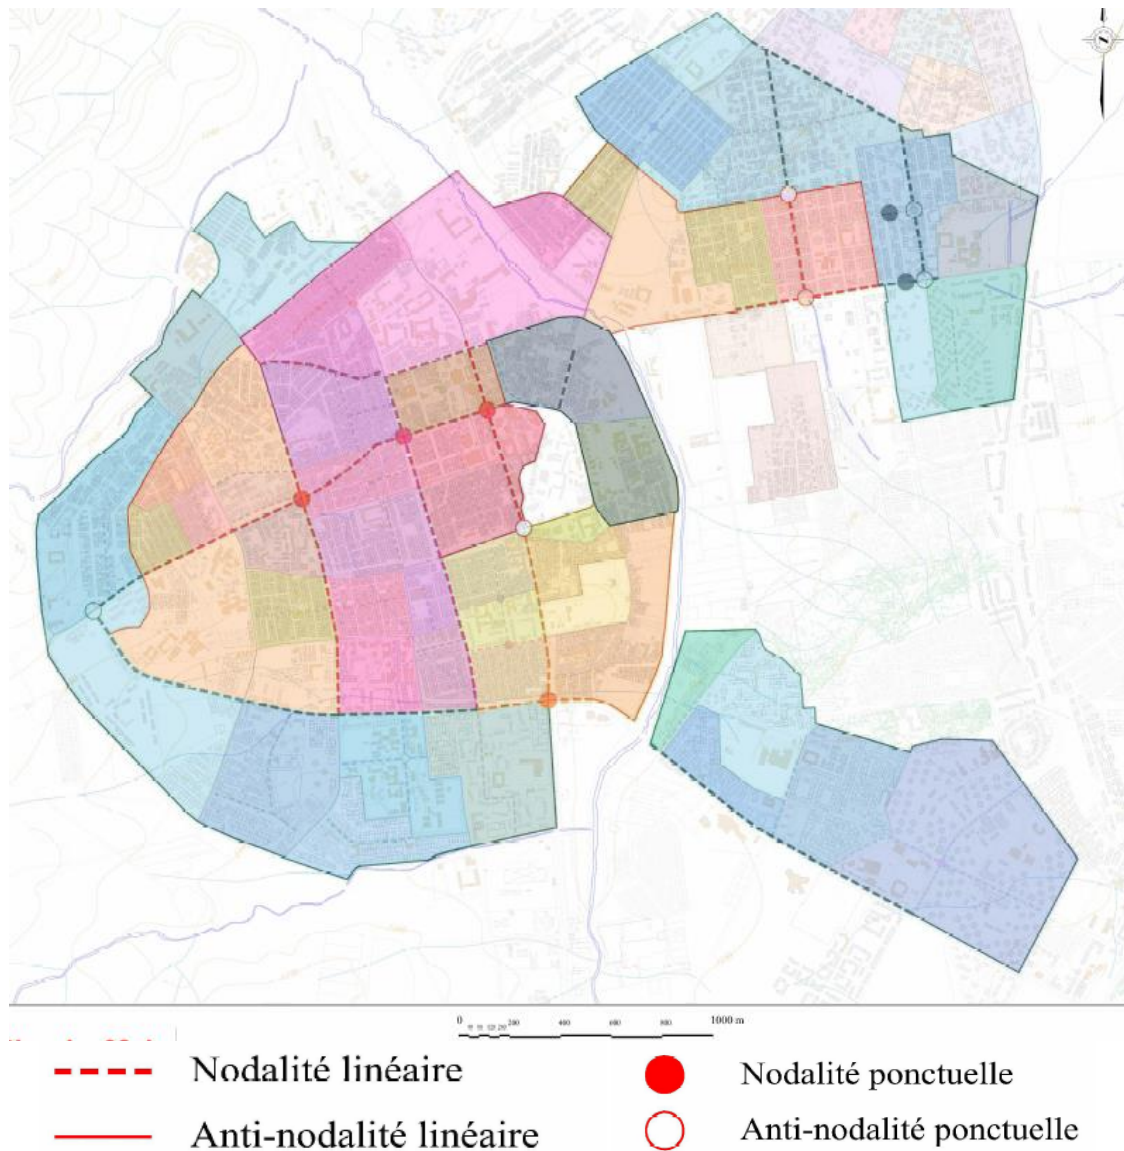 0 200 400 600 800 1000 m
Nodalité linéaire
Nodalité ponctuelle
Anti-nodalité linéaire
Anti-nodalité ponctuelle